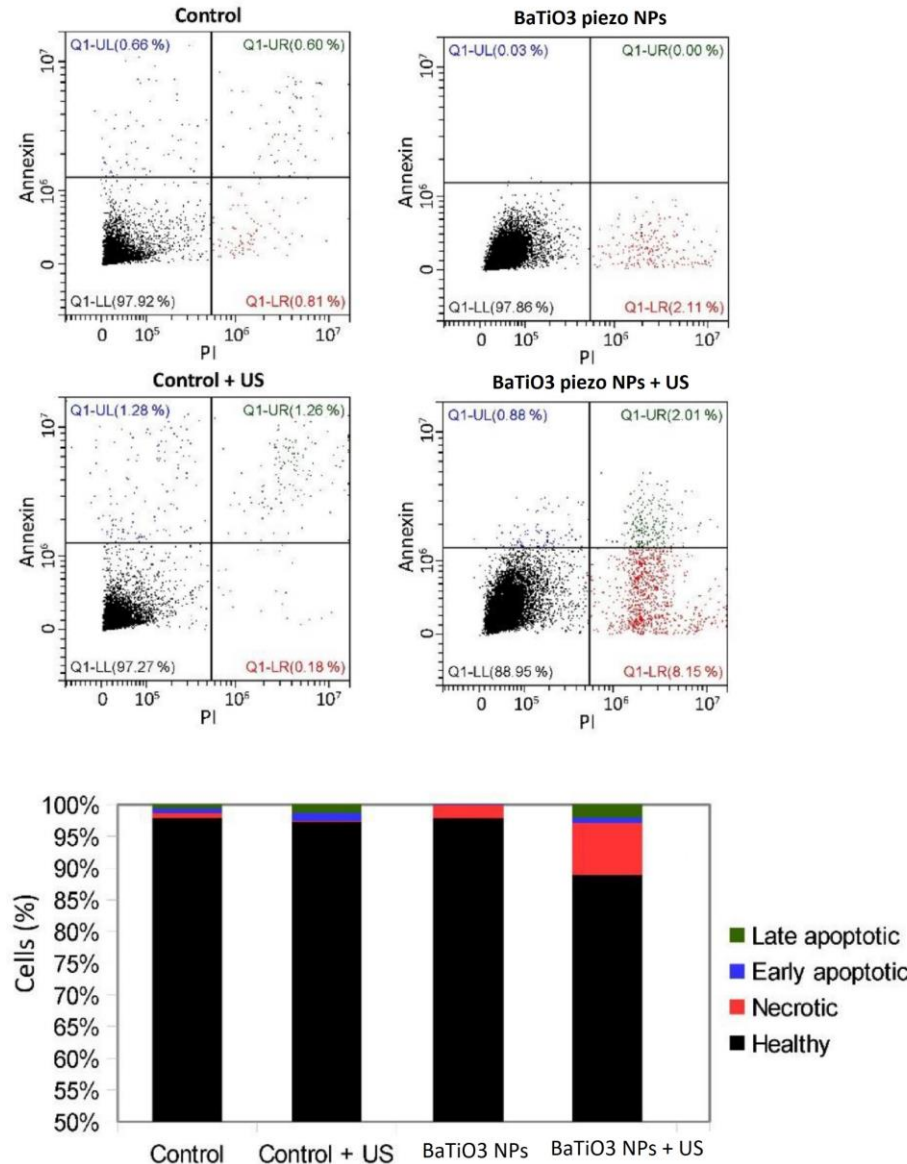 Control
Q1-UL(0.66 %) Q1-UR(0.60 %)
10⁷
Annexin
10⁶
0
Q1-LL(97.92 %) Q1-LR(0.81 %)
0 10⁵ 10⁶ 10⁷
PI
BaTiO3 piezo NPs
Q1-UL(0.03 %) Q1-UR(0.00 %)
10⁷
Annexin
10⁶
0
Q1-LL(97.86 %) Q1-LR(2.11 %)
0 10⁵ 10⁶ 10⁷
PI
Control + US
Q1-UL(1.28 %) Q1-UR(1.26 %)
10⁷
Annexin
10⁶
0
Q1-LL(97.27 %) Q1-LR(0.18 %)
0 10⁵ 10⁶ 10⁷
PI
BaTiO3 piezo NPs + US
Q1-UL(0.88 %) Q1-UR(2.01 %)
10⁷
Annexin
10⁶
0
Q1-LL(88.95 %) Q1-LR(8.15 %)
0 10⁵ 10⁶ 10⁷
PI
Cells (%)
100%
95%
90%
85%
80%
75%
70%
65%
60%
55%
50%
Control Control + US BaTiO3 NPs BaTiO3 NPs + US
Late apoptotic
Early apoptotic
Necrotic
Healthy